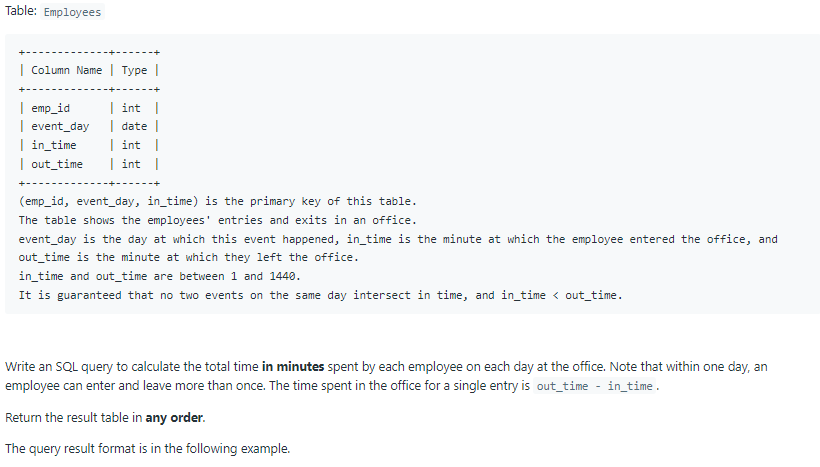 Table: Employees
+-------------+------+
| Column Name | Type |
+-------------+------+
| emp_id      | int  |
| event_day   | date |
| in_time     | int  |
| out_time    | int  |
+-------------+------+
(emp_id, event_day, in_time) is the primary key of this table.
The table shows the employees' entries and exits in an office.
event_day is the day at which this event happened, in_time is the minute at which the employee entered the office, and
out_time is the minute at which they left the office.
in_time and out_time are between 1 and 1440.
It is guaranteed that no two events on the same day intersect in time, and in_time < out_time.
Write an SQL query to calculate the total time in minutes spent by each employee on each day at the office. Note that within one day, an
employee can enter and leave more than once. The time spent in the office for a single entry is out_time - in_time.
Return the result table in any order.
The query result format is in the following example.